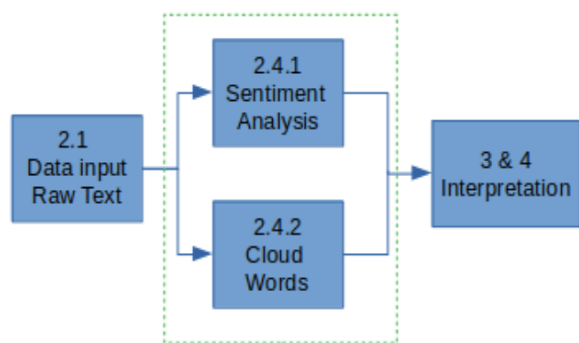 2.1
Data input
Raw Text
2.4.1
Sentiment
Analysis
2.4.2
Cloud
Words
3 & 4
Interpretation